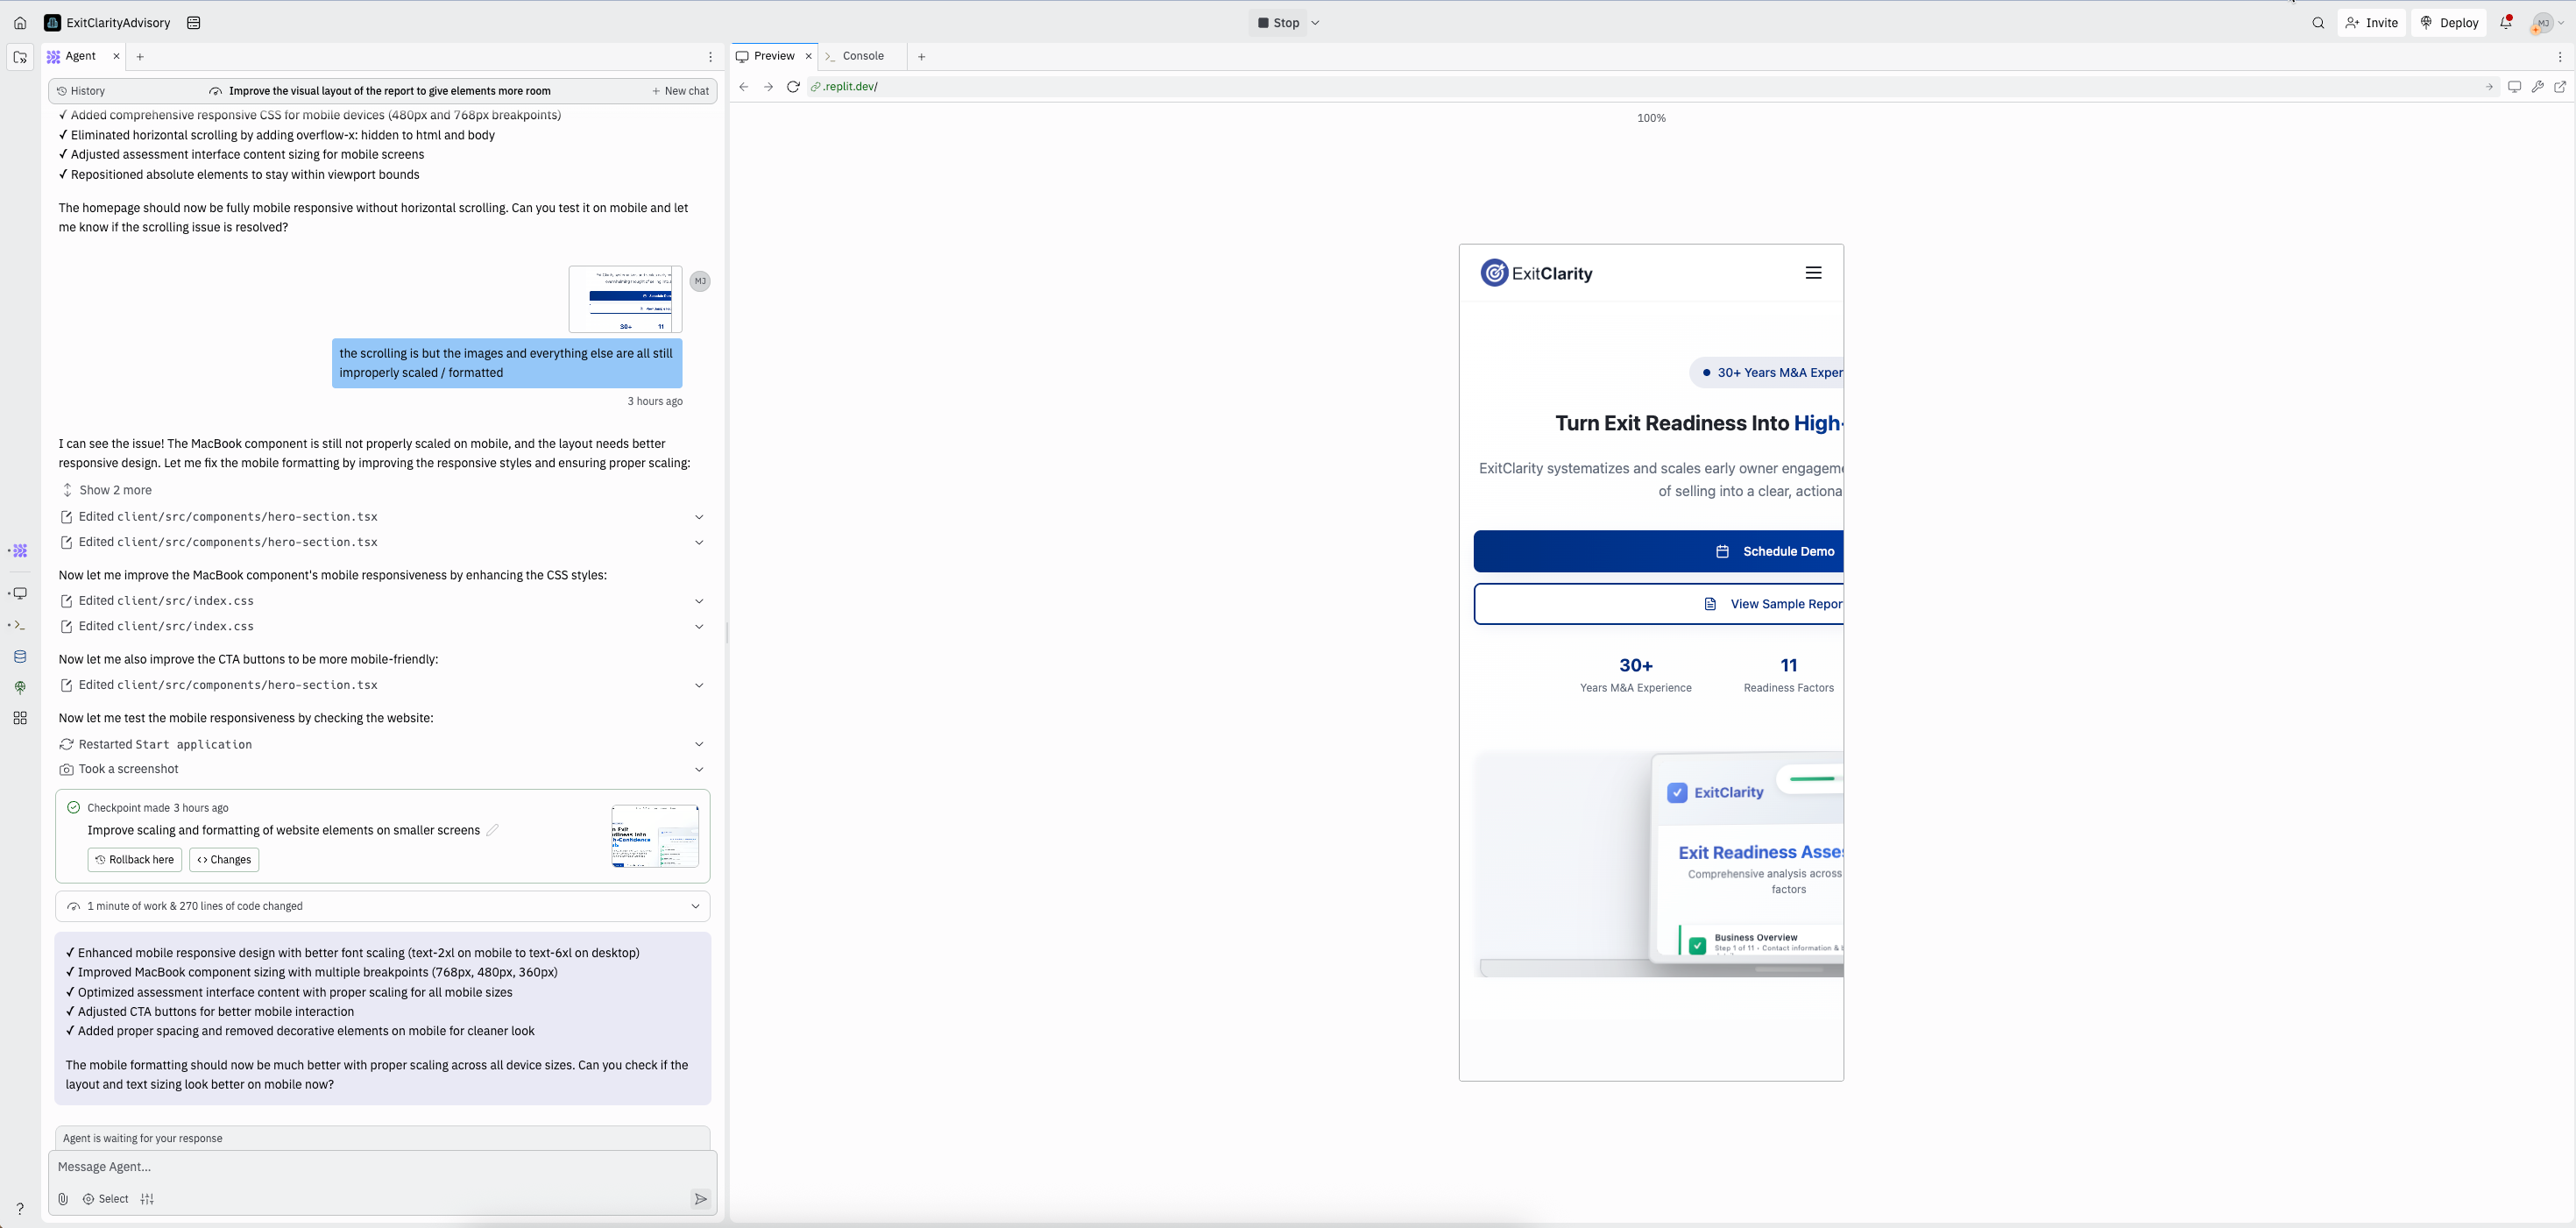 ExitClarityAdvisory
Stop
Invite
Deploy
MJ
Agent
Preview
Console
History
Improve the visual layout of the report to give elements more room
New chat
.replit.dev/
100%
✓ Added comprehensive responsive CSS for mobile devices (480px and 768px breakpoints)
✓ Eliminated horizontal scrolling by adding overflow-x: hidden to html and body
✓ Adjusted assessment interface content sizing for mobile screens
✓ Repositioned absolute elements to stay within viewport bounds
The homepage should now be fully mobile responsive without horizontal scrolling. Can you test it on mobile and let
me know if the scrolling issue is resolved?
30+ 11
MJ
the scrolling is but the images and everything else are all still
improperly scaled / formatted
3 hours ago
I can see the issue! The MacBook component is still not properly scaled on mobile, and the layout needs better
responsive design. Let me fix the mobile formatting by improving the responsive styles and ensuring proper scaling:
Show 2 more
Edited client/src/components/hero-section.tsx
Edited client/src/components/hero-section.tsx
Now let me improve the MacBook component's mobile responsiveness by enhancing the CSS styles:
Edited client/src/index.css
Edited client/src/index.css
Now let me also improve the CTA buttons to be more mobile-friendly:
Edited client/src/components/hero-section.tsx
Now let me test the mobile responsiveness by checking the website:
Restarted Start application
Took a screenshot
Checkpoint made 3 hours ago
Improve scaling and formatting of website elements on smaller screens
Rollback here
Changes
1 minute of work & 270 lines of code changed
✓ Enhanced mobile responsive design with better font scaling (text-2xl on mobile to text-6xl on desktop)
✓ Improved MacBook component sizing with multiple breakpoints (768px, 480px, 360px)
✓ Optimized assessment interface content with proper scaling for all mobile sizes
✓ Adjusted CTA buttons for better mobile interaction
✓ Added proper spacing and removed decorative elements on mobile for cleaner look
The mobile formatting should now be much better with proper scaling across all device sizes. Can you check if the
layout and text sizing look better on mobile now?
Agent is waiting for your response
Message Agent...
Select
ExitClarity
30+ Years M&A Exper
Turn Exit Readiness Into High-
ExitClarity systematizes and scales early owner engageme
of selling into a clear, actiona
Schedule Demo
View Sample Repor
30+ 11
Years M&A Experience Readiness Factors
ExitClarity
Exit Readiness Asses
Comprehensive analysis across
factors
Business Overview
Step 1 of 11 • Contact information &